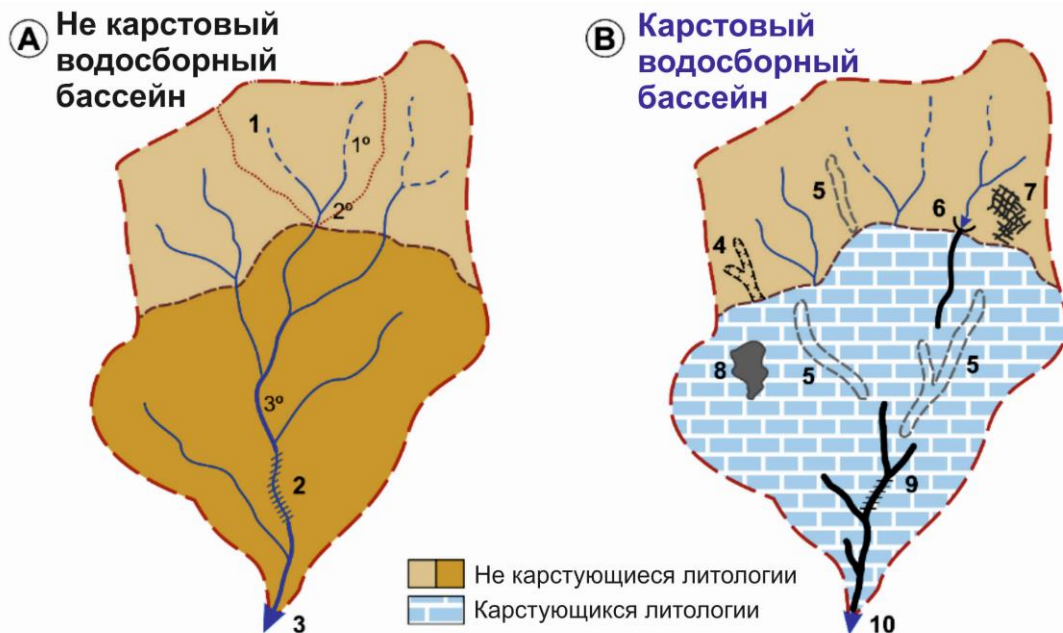 A
Не карстовый
водосборный
бассейн
1
1º
2º
3º
2
3
B
Карстовый
водосборный
бассейн
5
6
7
4
8
5
5
9
10
Не карстующиеся литологии
Карстующикся литологии